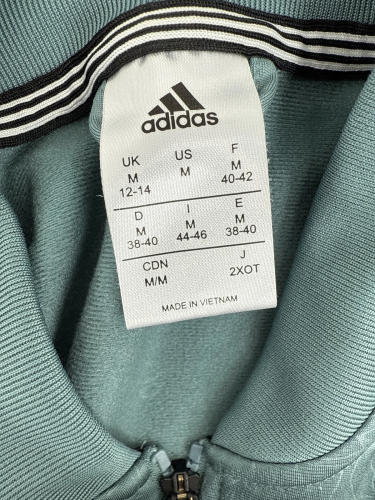 adidas
UK US F
M M M
12-14 40-42
D I E
M M M
38-40 44-46 38-40
CDN J
M/M 2XOT
MADE IN VIETNAM